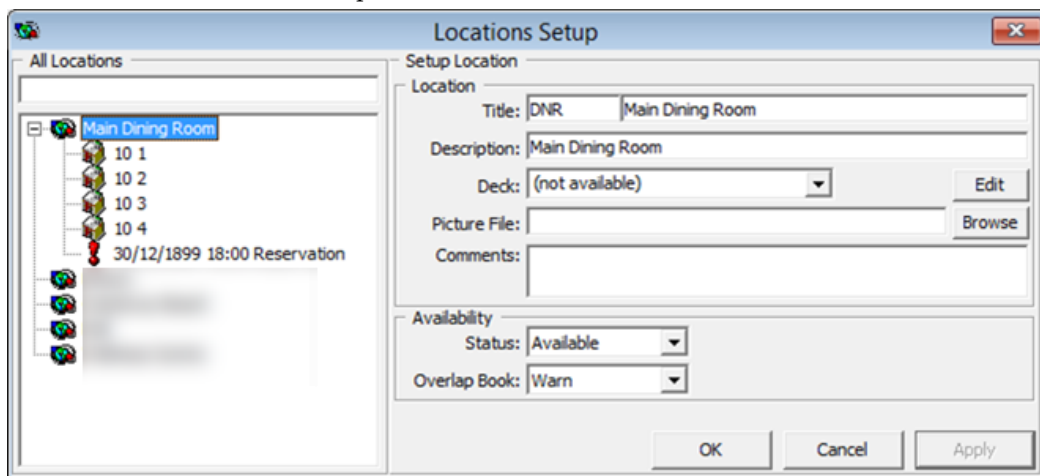 Locations Setup
All Locations
Main Dining Room
10 1
10 2
10 3
10 4
30/12/1899 18:00 Reservation
Setup Location
Location
Title: DNR Main Dining Room
Description: Main Dining Room
Deck: (not available) Edit
Picture File: Browse
Comments:
Availability
Status: Available
Overlap Book: Warn
OK Cancel Apply